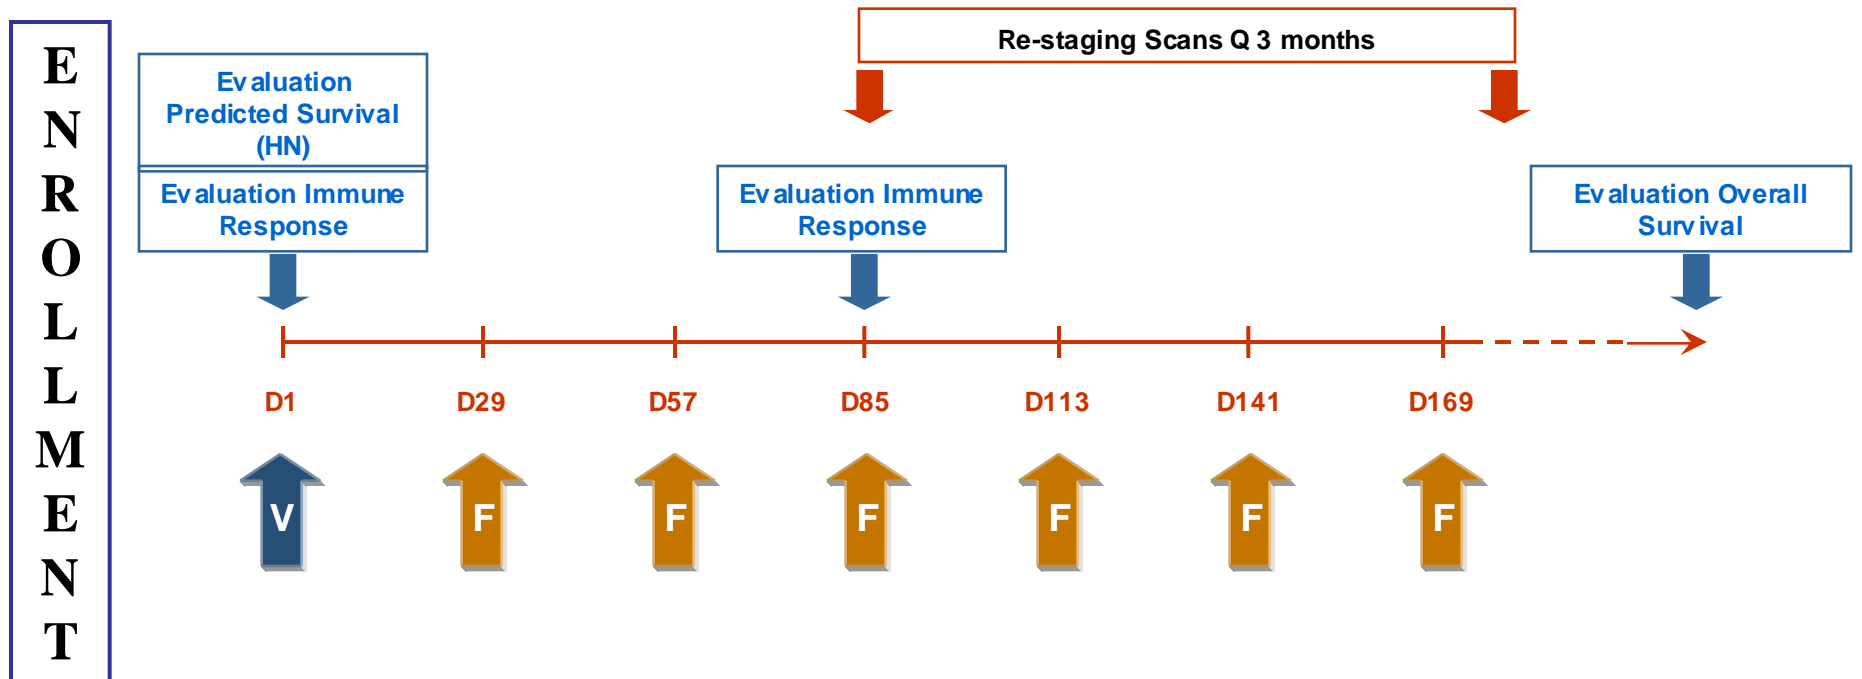 ENROLLMENT
Re-staging Scans Q 3 months
Evaluation
Predicted Survival
(HN)
Evaluation Immune
Response
Evaluation Immune
Response
Evaluation Overall
Survival
D1 D29 D57 D85 D113 D141 D169
V F F F F F F